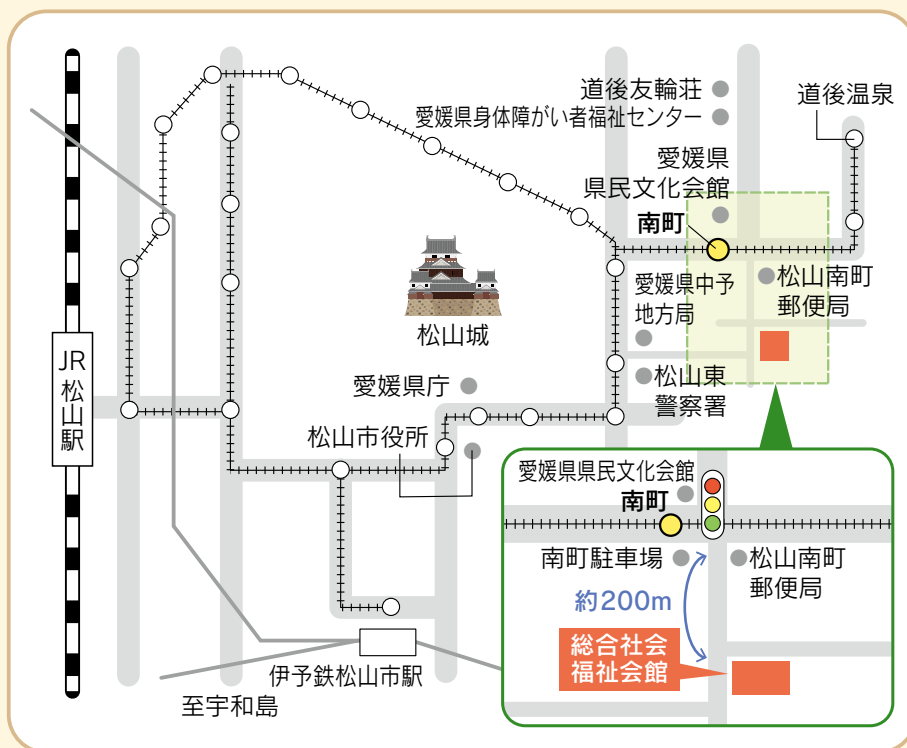 道後友輪荘
愛媛県身体障がい者福祉センター
道後温泉
愛媛県
県民文化会館
南町
愛媛県中予
地方局
松山南町
郵便局
松山城
JR
松山駅
愛媛県庁
松山東
警察署
松山市役所
伊予鉄松山市駅
至宇和島
愛媛県県民文化会館
南町
南町駐車場
松山南町
郵便局
約200m
総合社会
福祉会館